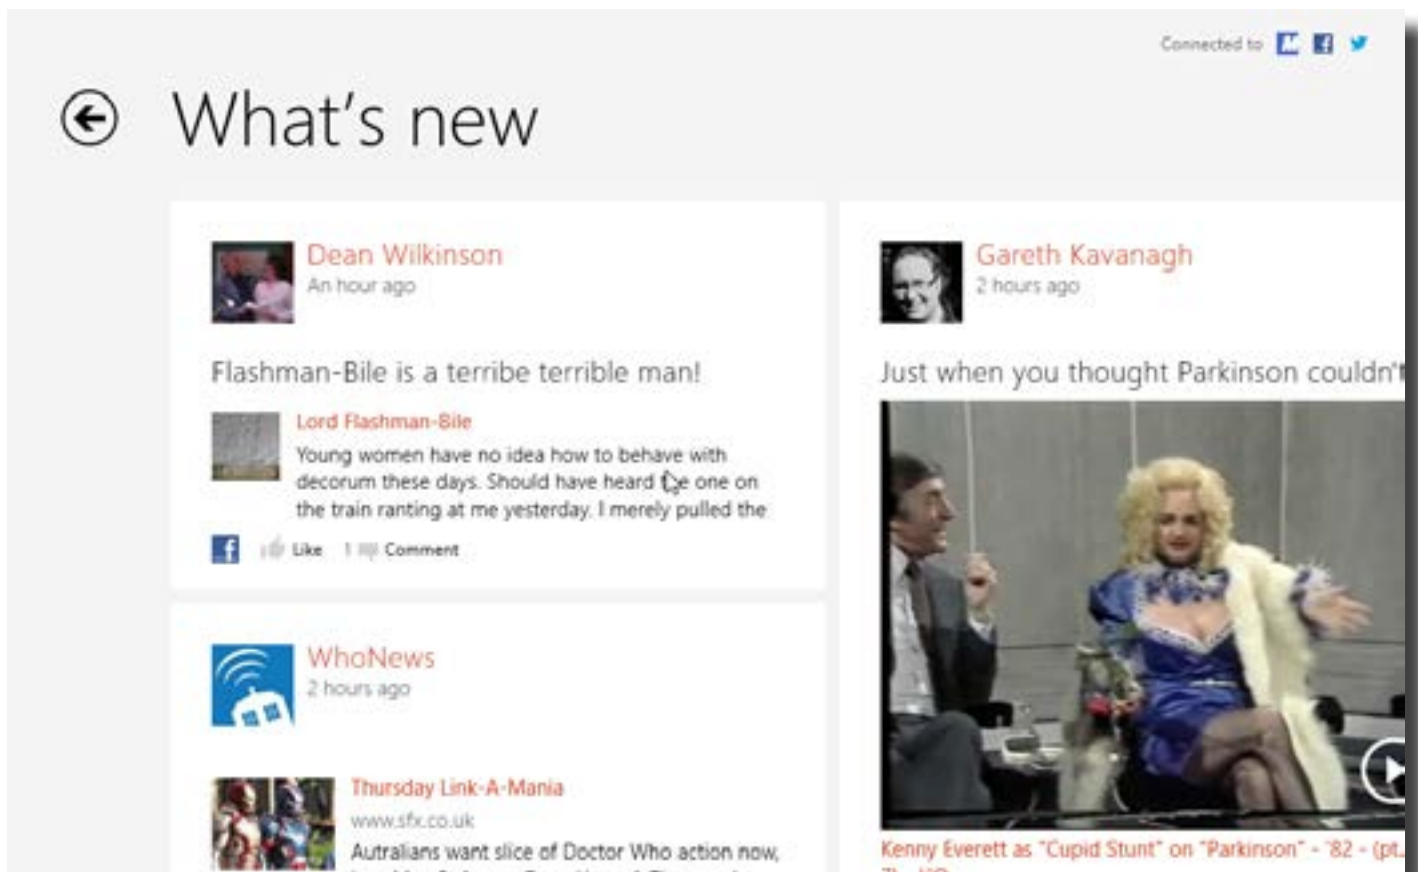 Connected to
What's new
Dean Wilkinson
An hour ago
Flashman-Bile is a terribe terrible man!
Lord Flashman-Bile
Young women have no idea how to behave with
decorum these days. Should have heard the one on
the train ranting at me yesterday. I merely pulled the
Like 1 Comment
WhoNews
2 hours ago
Thursday Link-A-Mania
www.sfx.co.uk
Autralians want slice of Doctor Who action now,
Gareth Kavanagh
2 hours ago
Just when you thought Parkinson couldn't
Kenny Everett as "Cupid Stunt" on "Parkinson" - '82 - (pt.